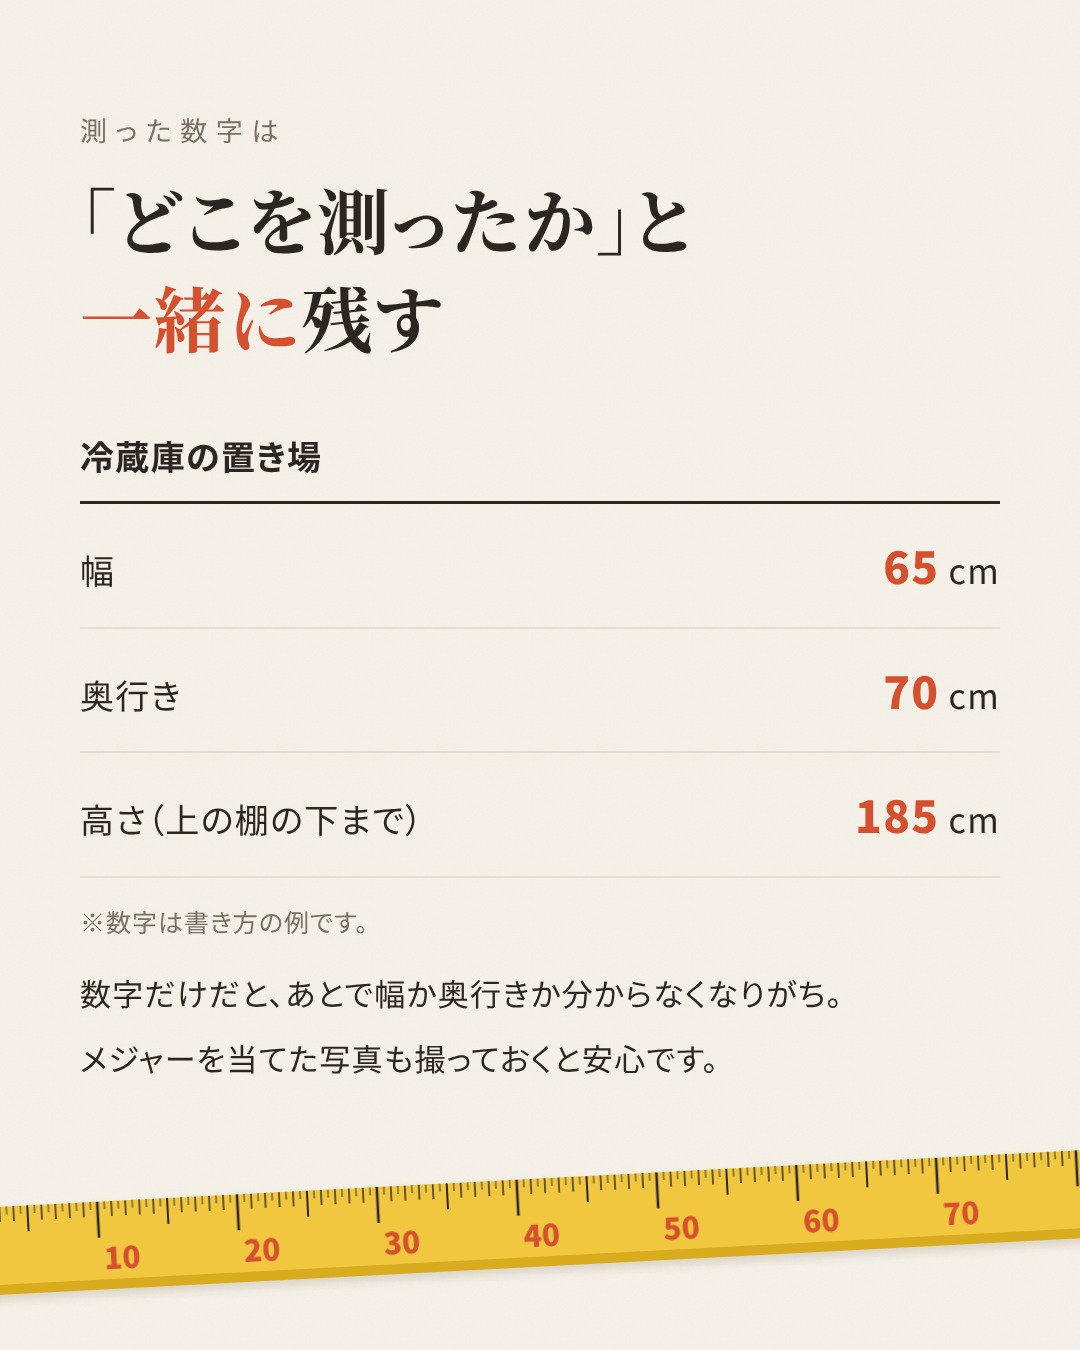 測った数字は
「どこを測ったか」と
一緒に残す
冷蔵庫の置き場
幅 65 cm
奥行き 70 cm
高さ（上の棚の下まで） 185 cm
※数字は書き方の例です。
数字だけだと、あとで幅か奥行きか分からなくなりがち。
メジャーを当てた写真も撮っておくと安心です。
10 20 30 40 50 60 70